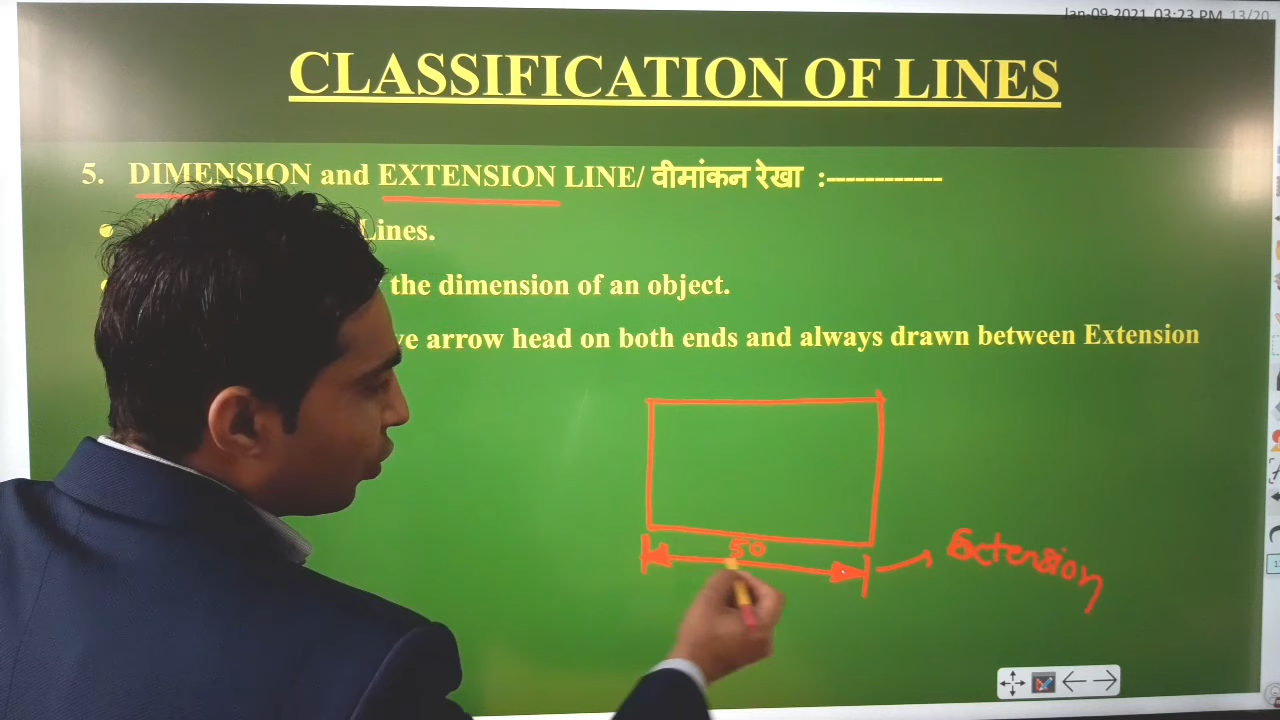 Jan-09-2021 03:23 PM 13/20
CLASSIFICATION OF LINES
5. DIMENSION and EXTENSION LINE/ वीमांकन रेखा :------------
Lines.
the dimension of an object.
arrow head on both ends and always drawn between Extension
50
Extension